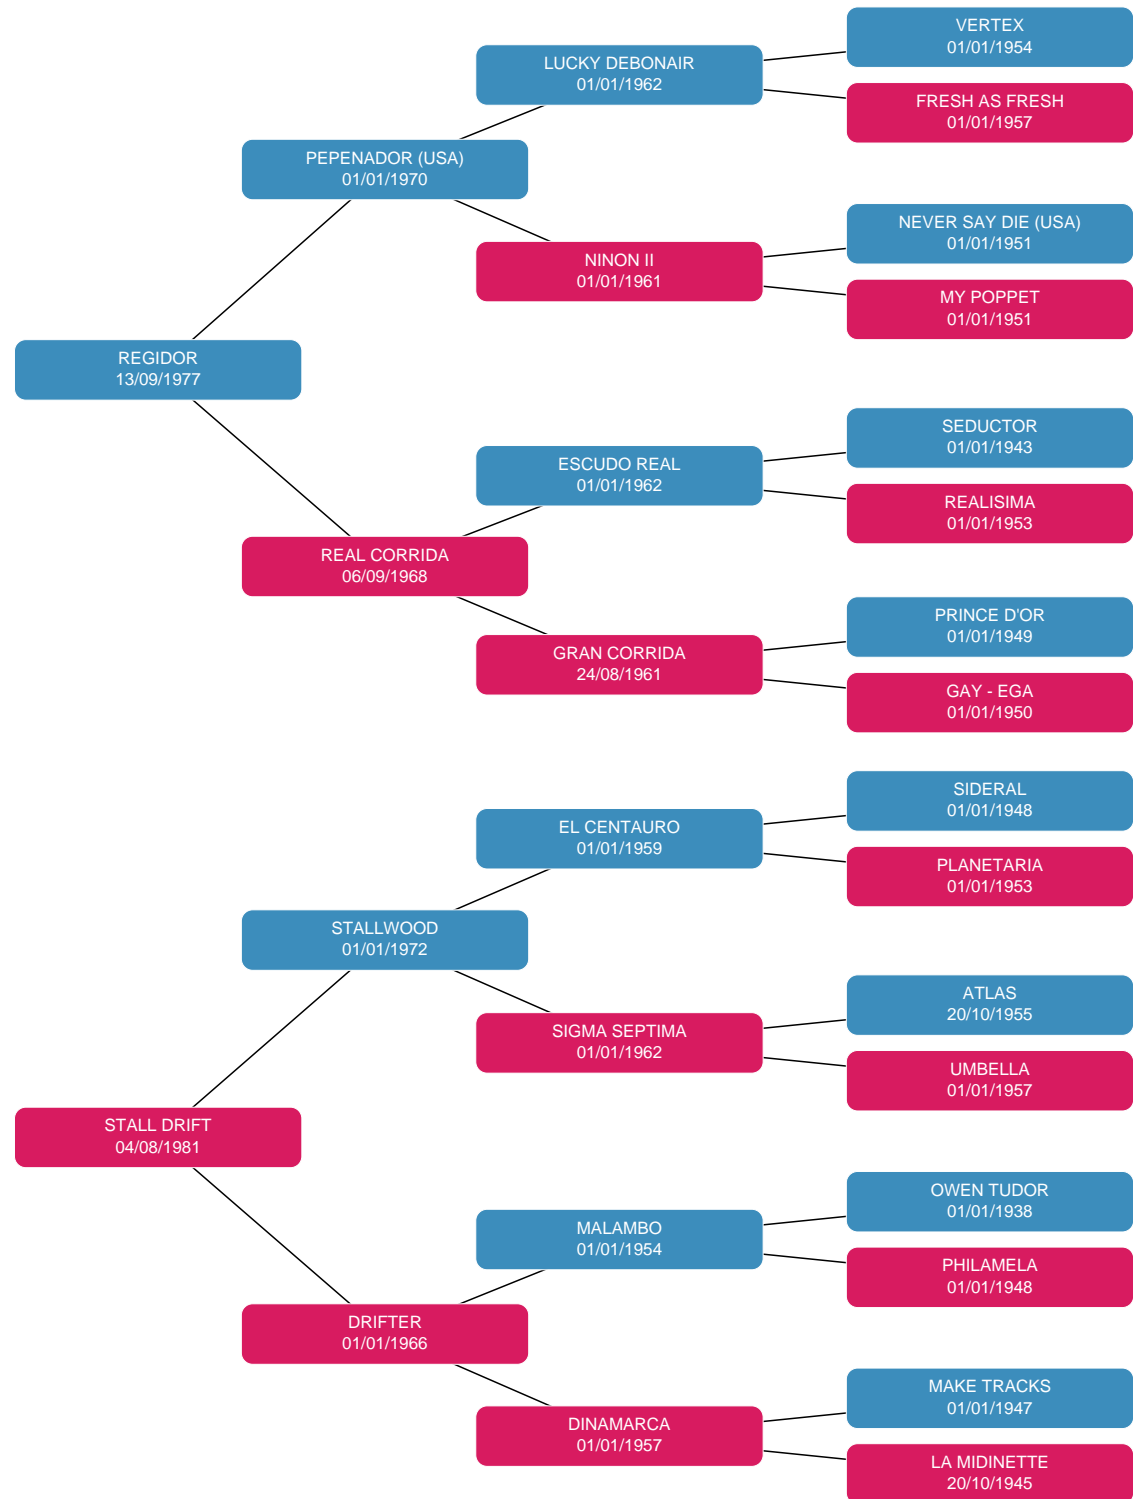 VERTEX
01/01/1954
LUCKY DEBONAIR
01/01/1962
FRESH AS FRESH
01/01/1957
PEPENADOR (USA)
01/01/1970
NEVER SAY DIE (USA)
01/01/1951
NINON II
01/01/1961
MY POPPET
01/01/1951
REGIDOR
13/09/1977
SEDUCTOR
01/01/1943
ESCUDO REAL
01/01/1962
REALISIMA
01/01/1953
REAL CORRIDA
06/09/1968
PRINCE D'OR
01/01/1949
GRAN CORRIDA
24/08/1961
GAY - EGA
01/01/1950
SIDERAL
01/01/1948
EL CENTAURO
01/01/1959
PLANETARIA
01/01/1953
STALLWOOD
01/01/1972
ATLAS
20/10/1955
SIGMA SEPTIMA
01/01/1962
UMBELLA
01/01/1957
STALL DRIFT
04/08/1981
OWEN TUDOR
01/01/1938
MALAMBO
01/01/1954
PHILAMELA
01/01/1948
DRIFTER
01/01/1966
MAKE TRACKS
01/01/1947
DINAMARCA
01/01/1957
LA MIDINETTE
20/10/1945